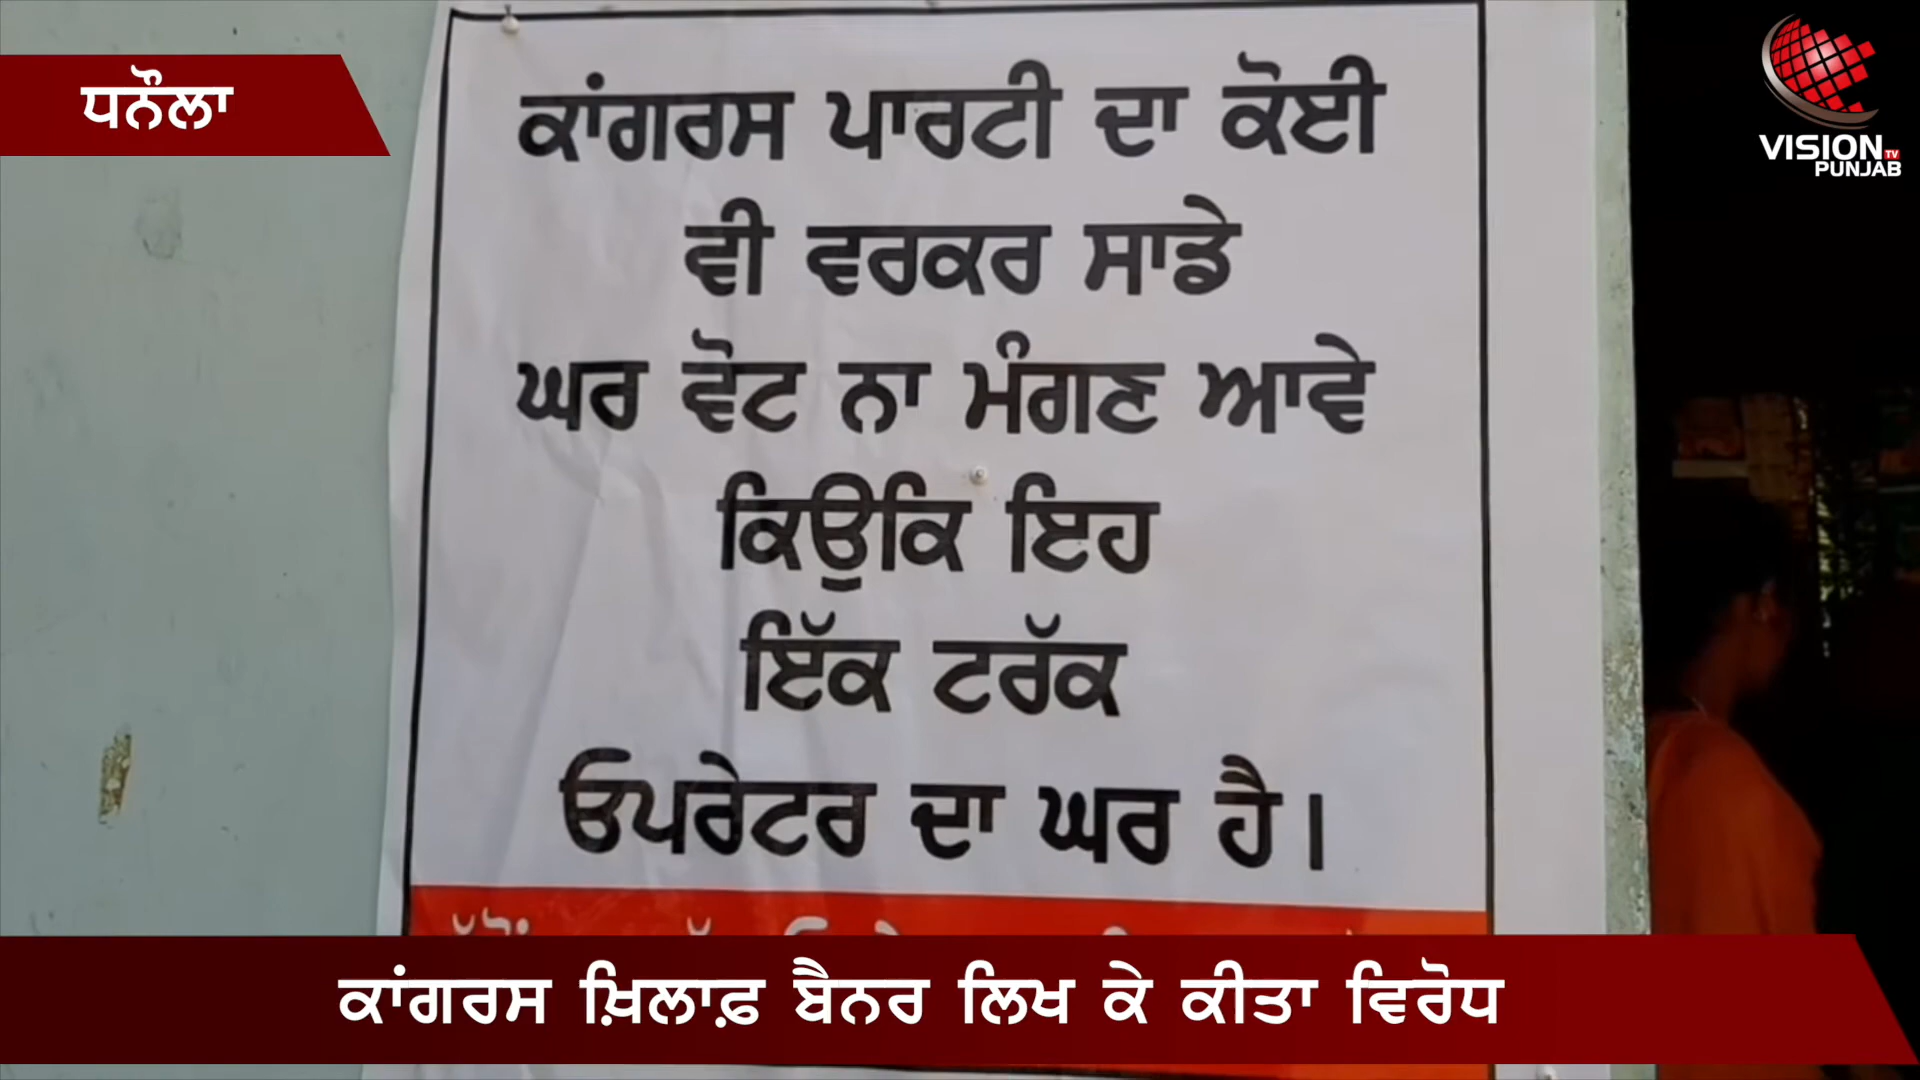 ਧਨੌਲਾ
VISION TV
PUNJAB
ਕਾਂਗਰਸ ਪਾਰਟੀ ਦਾ ਕੋਈ
ਵੀ ਵਰਕਰ ਸਾਡੇ
ਘਰ ਵੋਟ ਨਾ ਮੰਗਣ ਆਵੇ
ਕਿਉਕਿ ਇਹ
ਇੱਕ ਟਰੱਕ
ਓਪਰੇਟਰ ਦਾ ਘਰ ਹੈ।
ਕਾਂਗਰਸ ਖ਼ਿਲਾਫ਼ ਬੈਨਰ ਲਿਖ ਕੇ ਕੀਤਾ ਵਿਰੋਧ